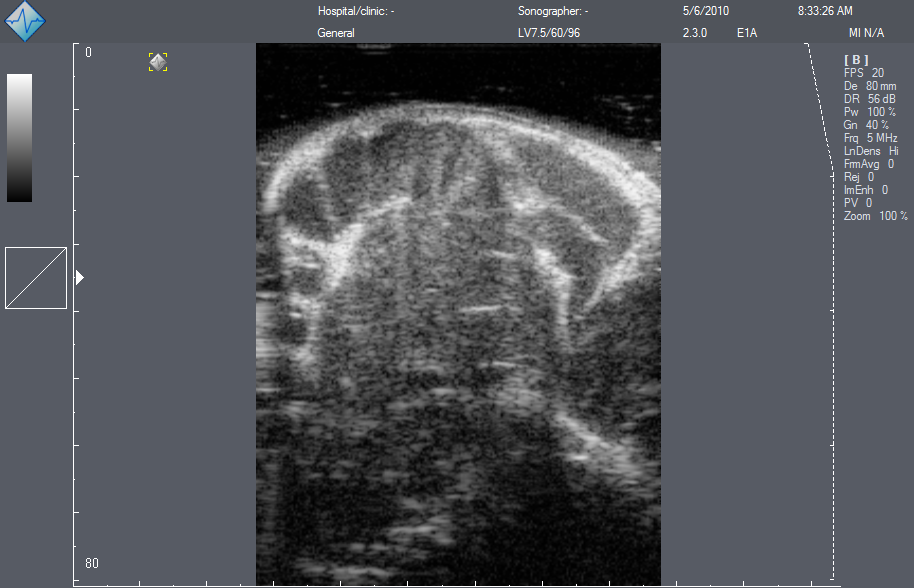 Hospital/clinic: - Sonographer: - 5/6/2010 8:33:26 AM
General LV7.5/60/96 2.3.0 E1A MI N/A
0
[ B ]
FPS 20
De 80 mm
DR 56 dB
Pw 100 %
Gn 40 %
Frq 5 MHz
LnDens Hi
FrmAvg 0
Rej 0
ImEnh 0
PV 0
Zoom 100 %
80